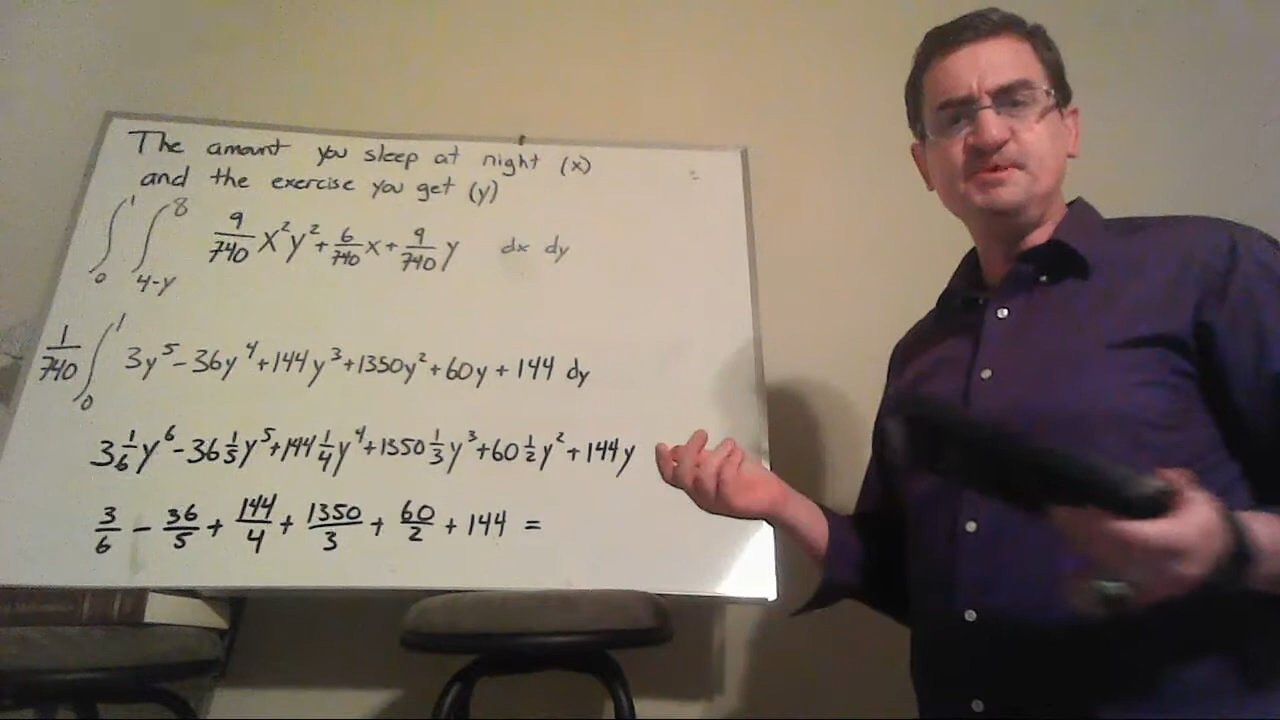 The amount you sleep at night (x)
and the exercise you get (y)
∫₀¹ ∫₄₋ᵧ⁸ 9/740 x²y² + 6/740 x + 9/740 y dx dy
1/740 ∫₀¹ 3y⁵ - 36y⁴ + 144y³ + 1350y² + 60y + 144 dy
3 1/6 y⁶ - 36 1/5 y⁵ + 144 1/4 y⁴ + 1350 1/3 y³ + 60 1/2 y² + 144y
3/6 - 36/5 + 144/4 + 1350/3 + 60/2 + 144 =